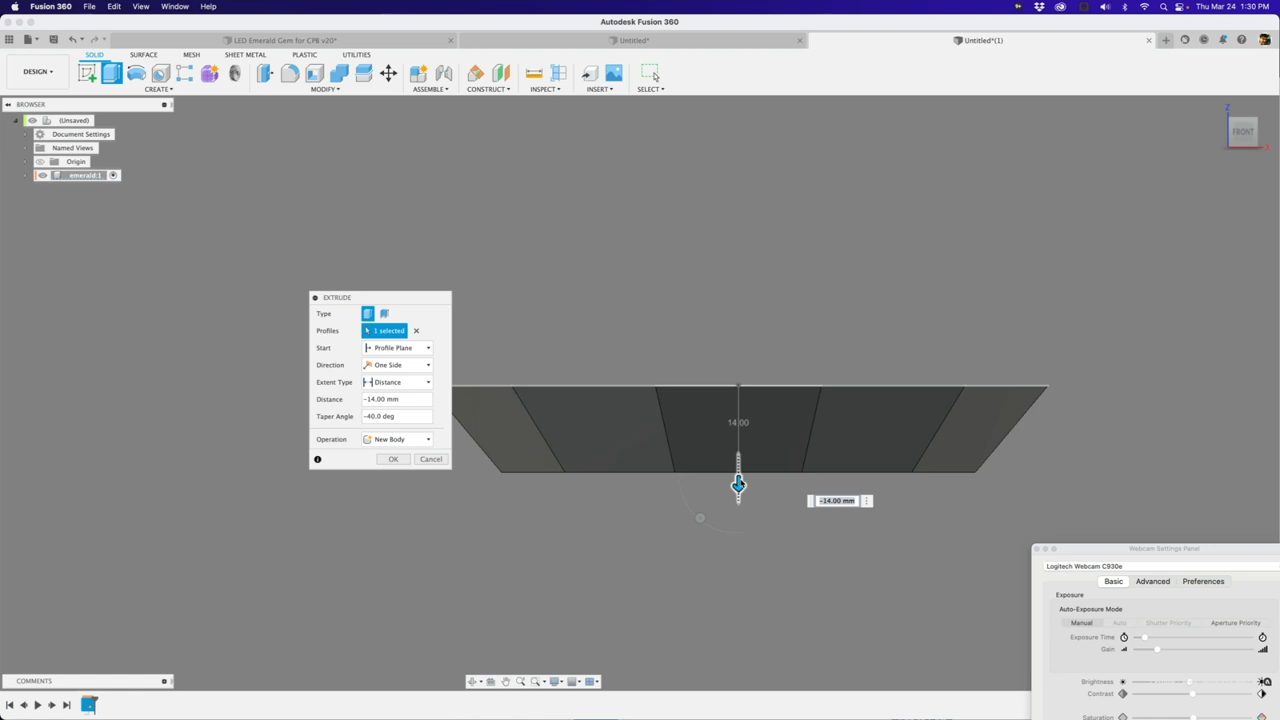 Fusion 360 File Edit View Window Help Thu Mar 24 1:30 PM
Autodesk Fusion 360
LED Emerald Gem for CPB v20* Untitled* Untitled*(1)
SOLID SURFACE MESH SHEET METAL PLASTIC UTILITIES
DESIGN
CREATE MODIFY ASSEMBLE CONSTRUCT INSPECT INSERT SELECT
BROWSER
(Unsaved)
Document Settings
Named Views
Origin
emerald:1
Z
FRONT
X
EXTRUDE
Type
Profiles 1 selected
Start Profile Plane
Direction One Side
Extent Type Distance
Distance -14.00 mm
Taper Angle -40.0 deg
Operation New Body
OK Cancel
14.00
-14.00 mm
Webcam Settings Panel
Logitech Webcam C930e
Basic Advanced Preferences
Exposure
Auto-Exposure Mode
Manual Auto Shutter Priority Aperture Priority
Exposure Time
Gain
Brightness
Contrast
Saturation
COMMENTS